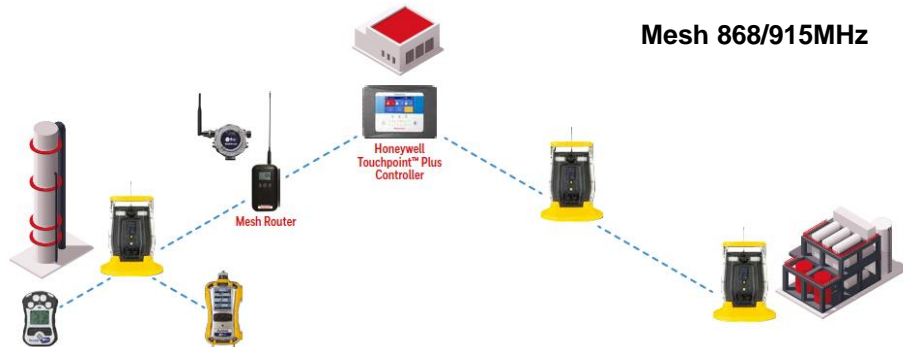 Mesh 868/915MHz
Honeywell
Touchpoint™ Plus
Controller
Mesh Router